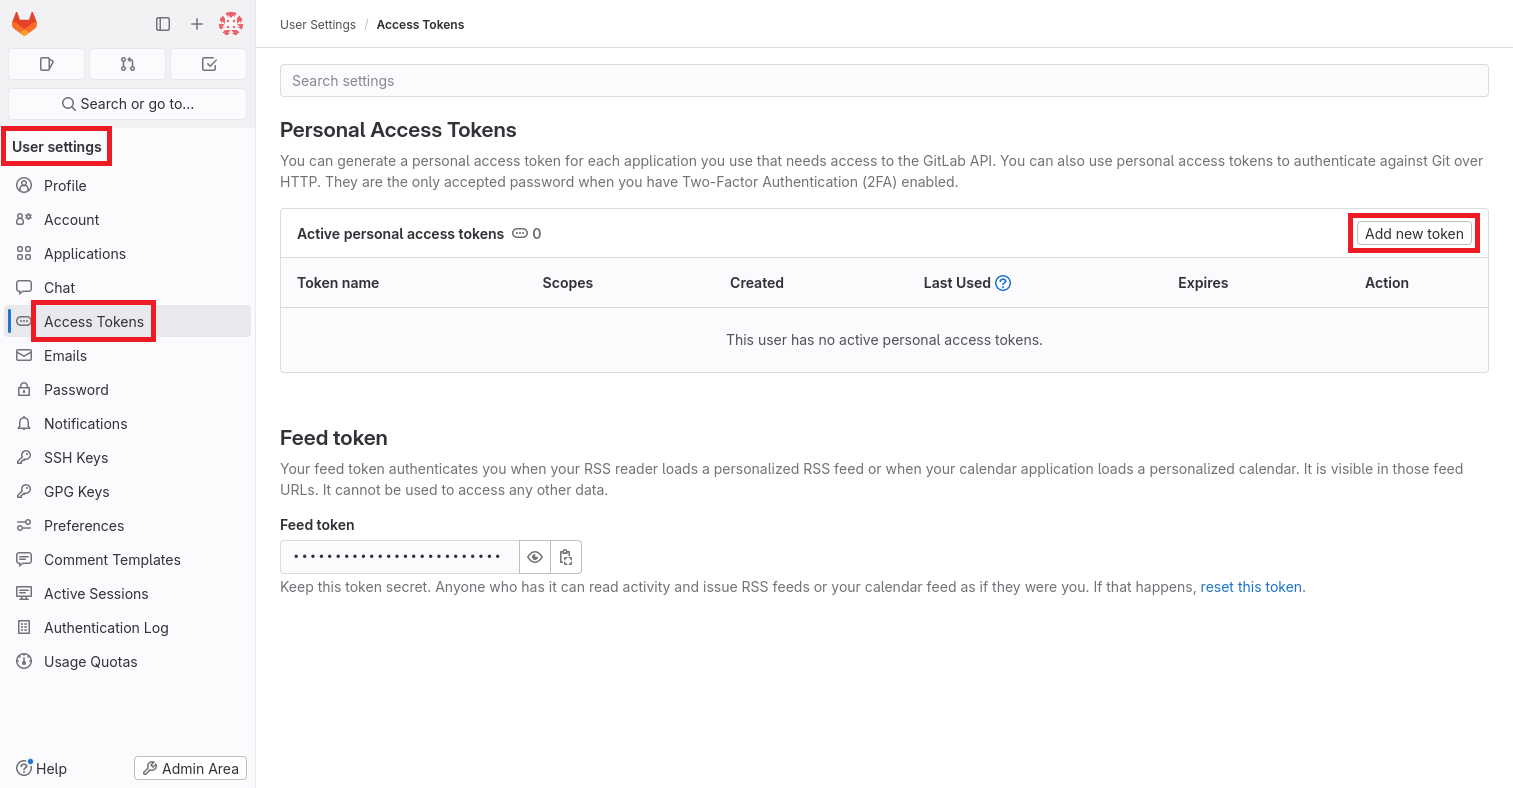 User Settings / Access Tokens
Search or go to...
User settings
Profile
Account
Applications
Chat
Access Tokens
Emails
Password
Notifications
SSH Keys
GPG Keys
Preferences
Comment Templates
Active Sessions
Authentication Log
Usage Quotas
Help
Admin Area
Search settings
Personal Access Tokens
You can generate a personal access token for each application you use that needs access to the GitLab API. You can also use personal access tokens to authenticate against Git over
HTTP. They are the only accepted password when you have Two-Factor Authentication (2FA) enabled.
Active personal access tokens 0
Add new token
Token name Scopes Created Last Used Expires Action
This user has no active personal access tokens.
Feed token
Your feed token authenticates you when your RSS reader loads a personalized RSS feed or when your calendar application loads a personalized calendar. It is visible in those feed
URLs. It cannot be used to access any other data.
Feed token
Keep this token secret. Anyone who has it can read activity and issue RSS feeds or your calendar feed as if they were you. If that happens, reset this token.